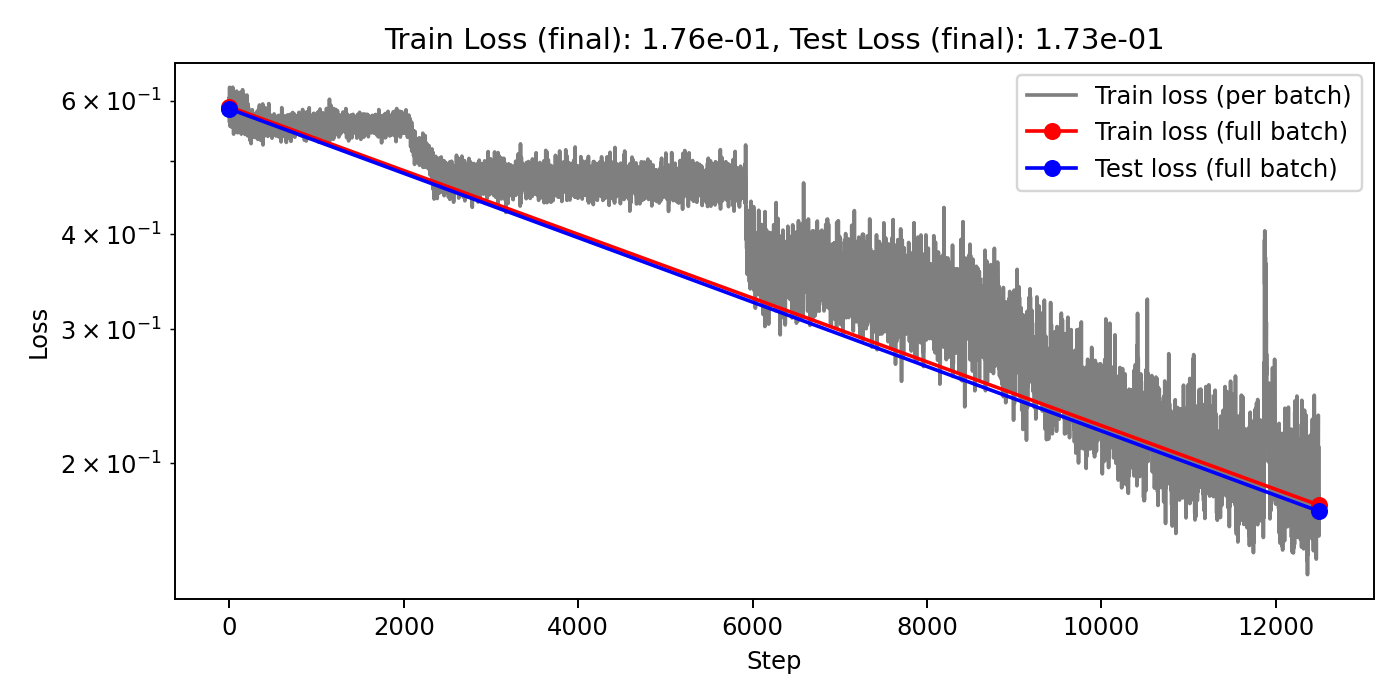 Train Loss (final): 1.76e-01, Test Loss (final): 1.73e-01
6 × 10⁻¹
4 × 10⁻¹
3 × 10⁻¹
2 × 10⁻¹
Loss
Train loss (per batch)
Train loss (full batch)
Test loss (full batch)
0 2000 4000 6000 8000 10000 12000
Step